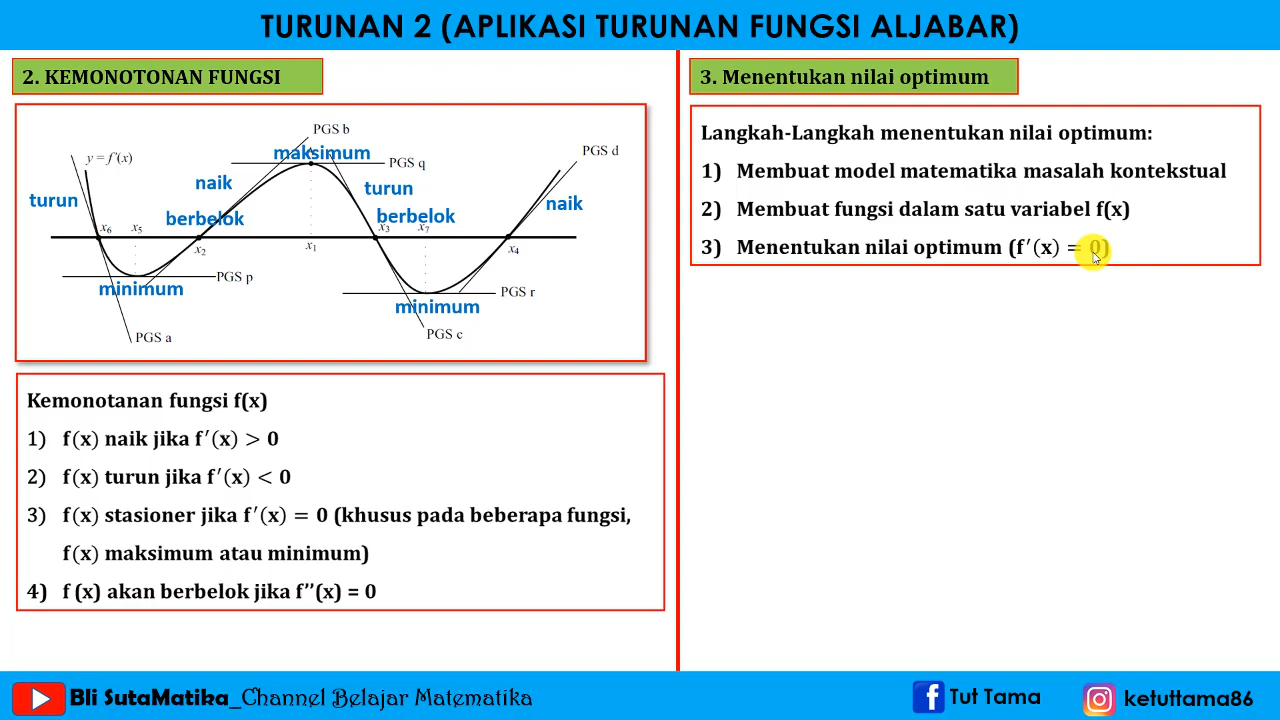 TURUNAN 2 (APLIKASI TURUNAN FUNGSI ALJABAR)
2. KEMONOTONAN FUNGSI
PGS b
maksimum
PGS q
y = f'(x)
PGS d
turun
naik
turun
naik
berbelok
berbelok
x6
x5
x2
x1
x3
x7
x4
minimum
PGS p
minimum
PGS r
PGS a
PGS c
Kemonotanan fungsi f(x)
1) f(x) naik jika f′(x) > 0
2) f(x) turun jika f′(x) < 0
3) f(x) stasioner jika f′(x) = 0 (khusus pada beberapa fungsi,
f(x) maksimum atau minimum)
4) f (x) akan berbelok jika f’’(x) = 0
3. Menentukan nilai optimum
Langkah-Langkah menentukan nilai optimum:
1) Membuat model matematika masalah kontekstual
2) Membuat fungsi dalam satu variabel f(x)
3) Menentukan nilai optimum (f′(x) = 0)
Bli SutaMatika_Channel Belajar Matematika
Tut Tama
ketuttama86